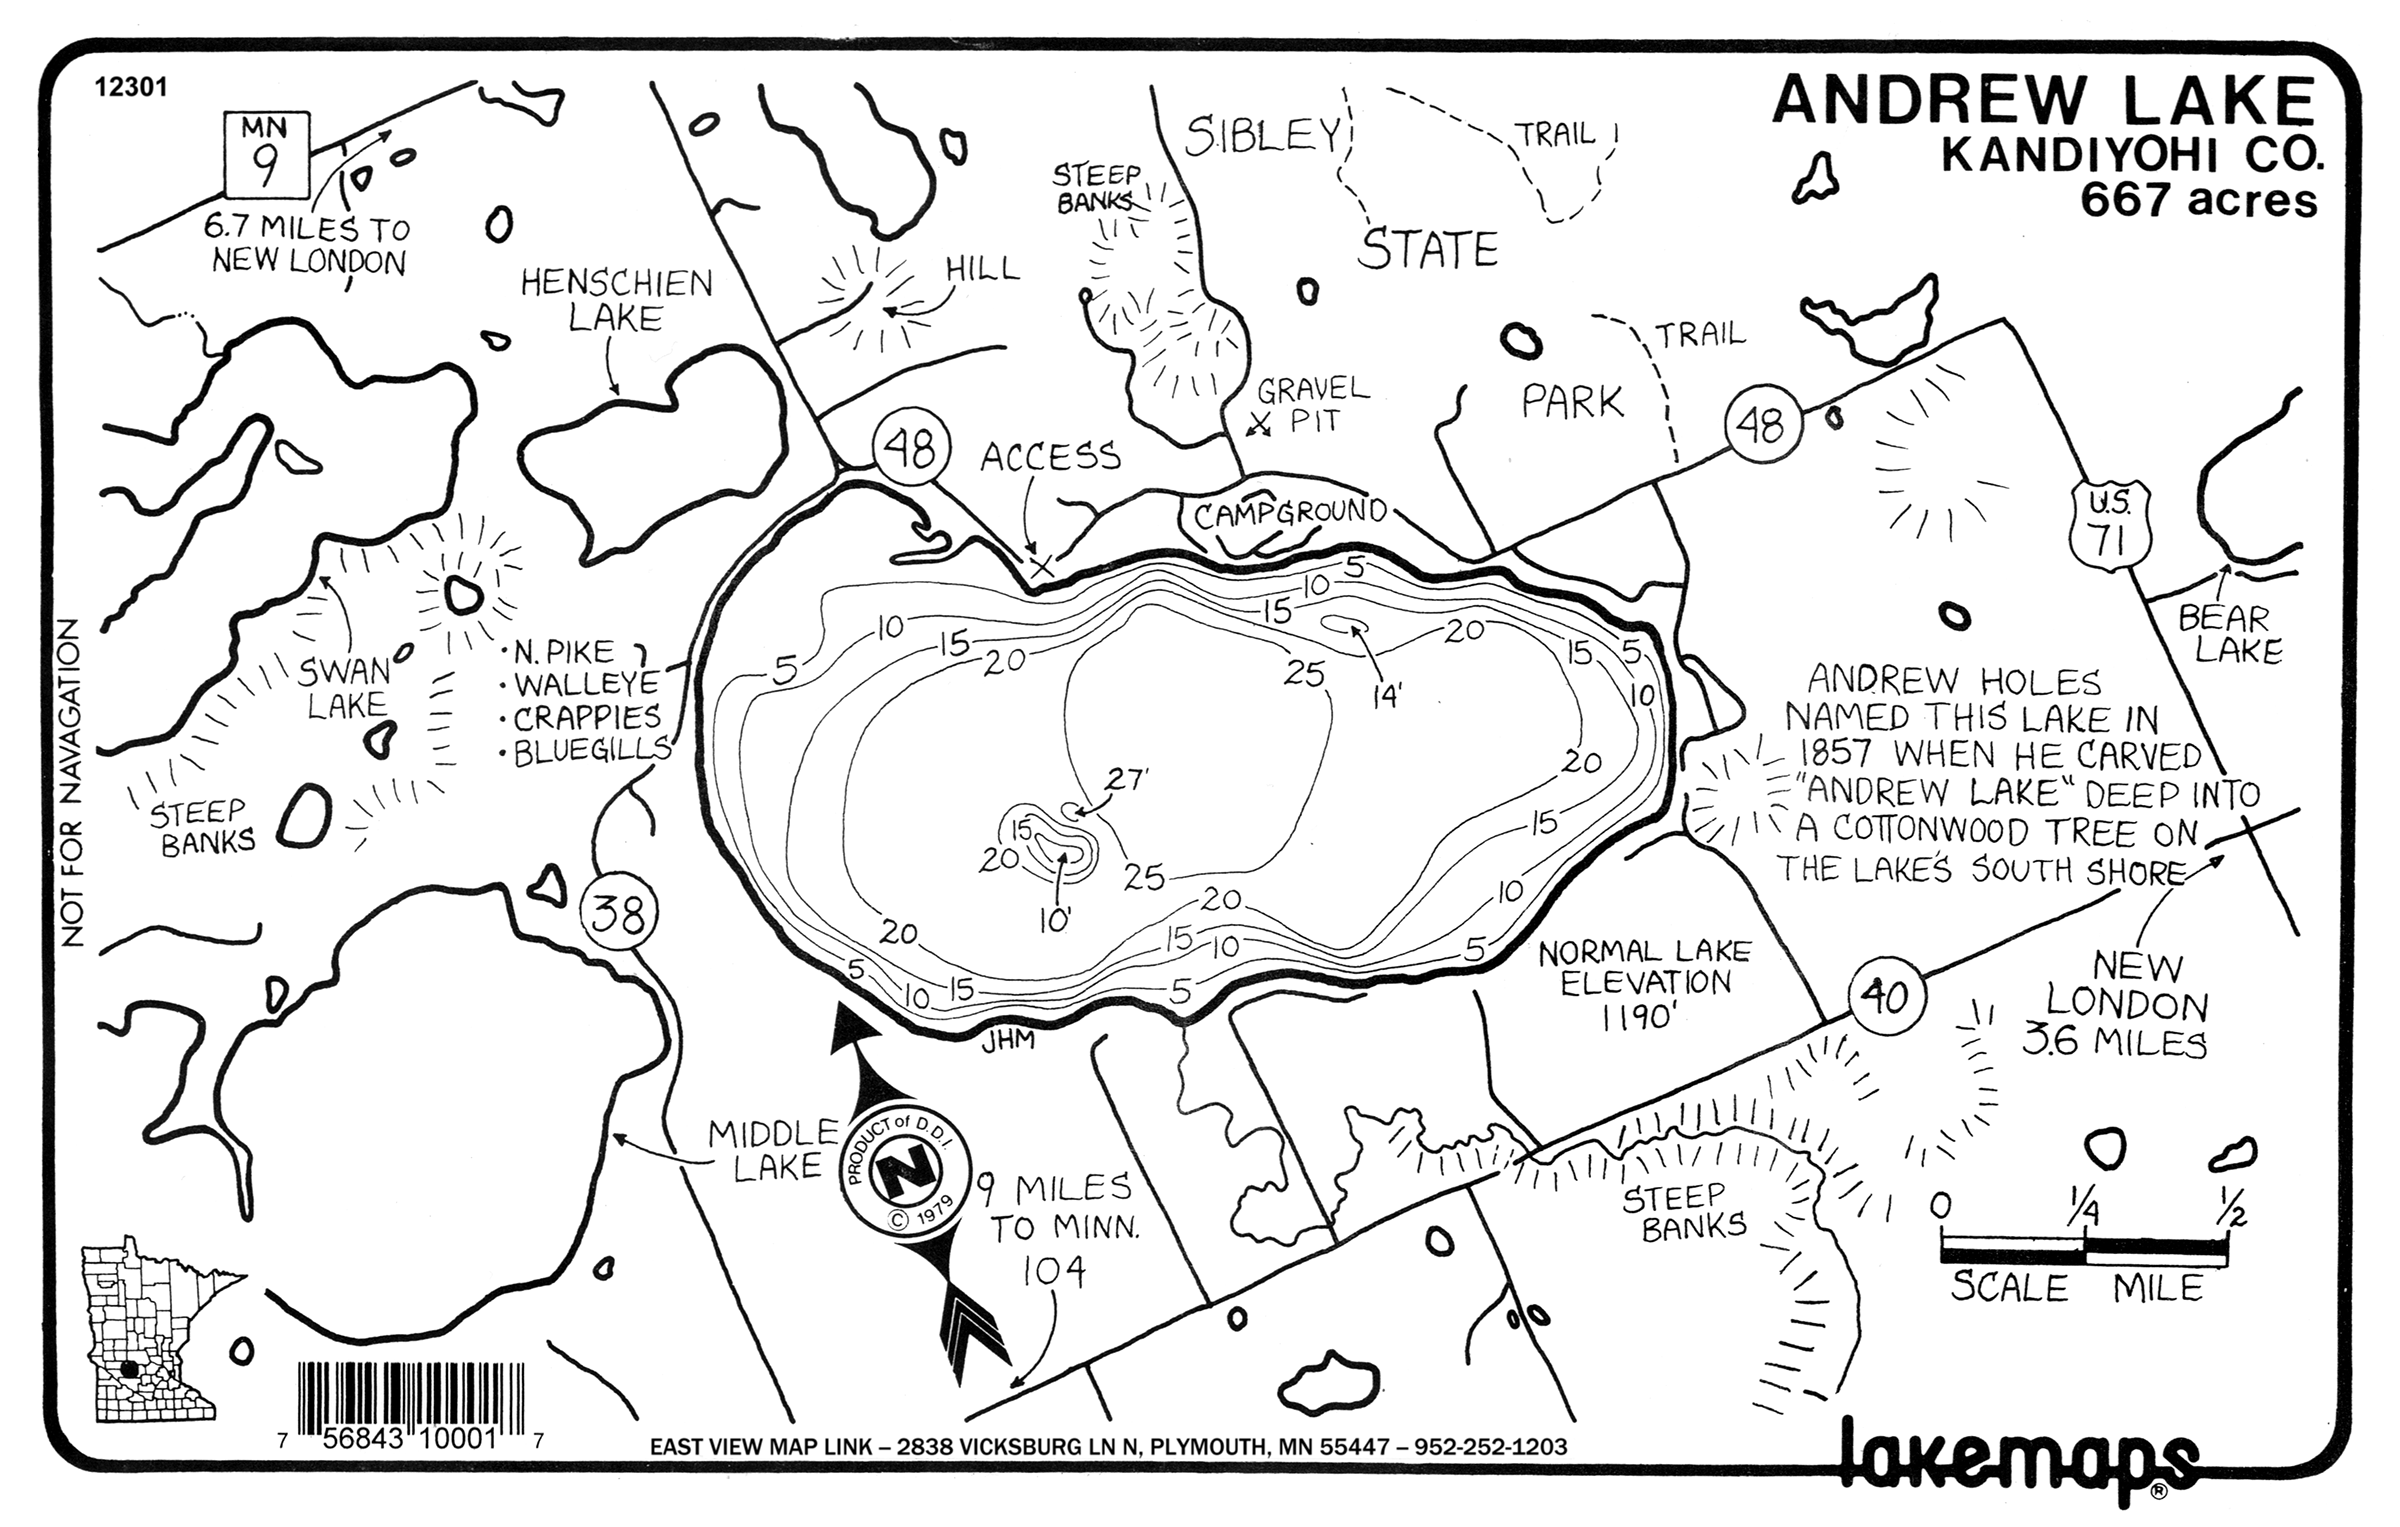 12301
ANDREW LAKE
KANDIYOHI CO.
667 acres
MN
9
6.7 MILES TO
NEW LONDON
HENSCHIEN
LAKE
HILL
STEEP
BANKS
SIBLEY
STATE
PARK
TRAIL
TRAIL
GRAVEL
PIT
48
ACCESS
CAMPGROUND
48
U.S.
71
BEAR
LAKE
SWAN
LAKE
STEEP
BANKS
• N. PIKE
• WALLEYE
• CRAPPIES
• BLUEGILLS
NOT FOR NAVAGATION
5
10
15
20
5
10
15
20
25
14'
15
5
10
20
15
10
5
27'
15
20
10'
25
20
15
10
5
20
5
10
15
JHM
ANDREW HOLES
NAMED THIS LAKE IN
1857 WHEN HE CARVED
"ANDREW LAKE" DEEP INTO
A COTTONWOOD TREE ON
THE LAKE'S SOUTH SHORE
38
NORMAL LAKE
ELEVATION
1190'
40
NEW
LONDON
3.6 MILES
MIDDLE
LAKE
PRODUCT of D.D.I.
N
© 1979
9 MILES
TO MINN.
104
STEEP
BANKS
0 1/4 1/2
SCALE MILE
7 56843 10001 7
EAST VIEW MAP LINK – 2838 VICKSBURG LN N, PLYMOUTH, MN 55447 – 952-252-1203
lakemaps®